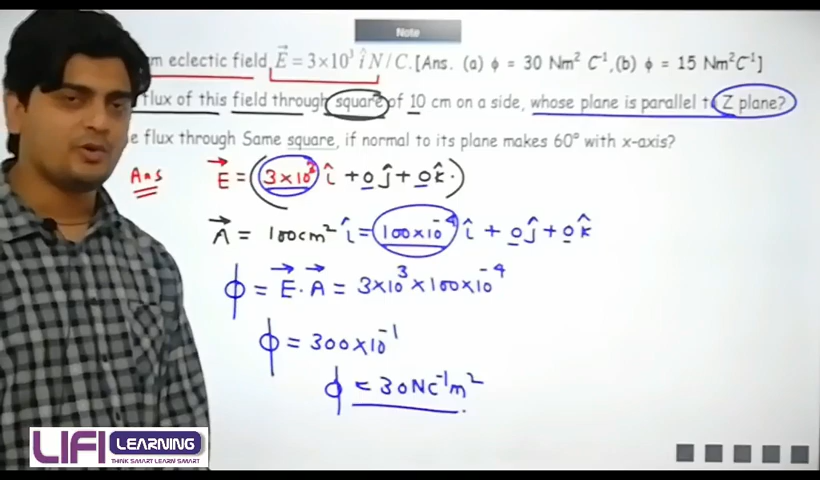 Note
m eclectic field, E⃗ = 3×10³ î N / C. [Ans. (a) ϕ = 30 Nm² C⁻¹,(b) ϕ = 15 Nm²C⁻¹]
flux of this field through square of 10 cm on a side, whose plane is parallel to Z plane?
e flux through Same square, if normal to its plane makes 60° with x-axis?
Ans E⃗ = (3×10³ î + 0ĵ + 0k̂.)
A⃗ = 100cm² î = 100×10⁻⁴ î + 0ĵ + 0k̂
ϕ = E⃗ . A⃗ = 3×10³ × 100×10⁻⁴
ϕ = 300×10⁻¹
ϕ = 30NC⁻¹m²
LIFI LEARNING
THINK SMART LEARN SMART